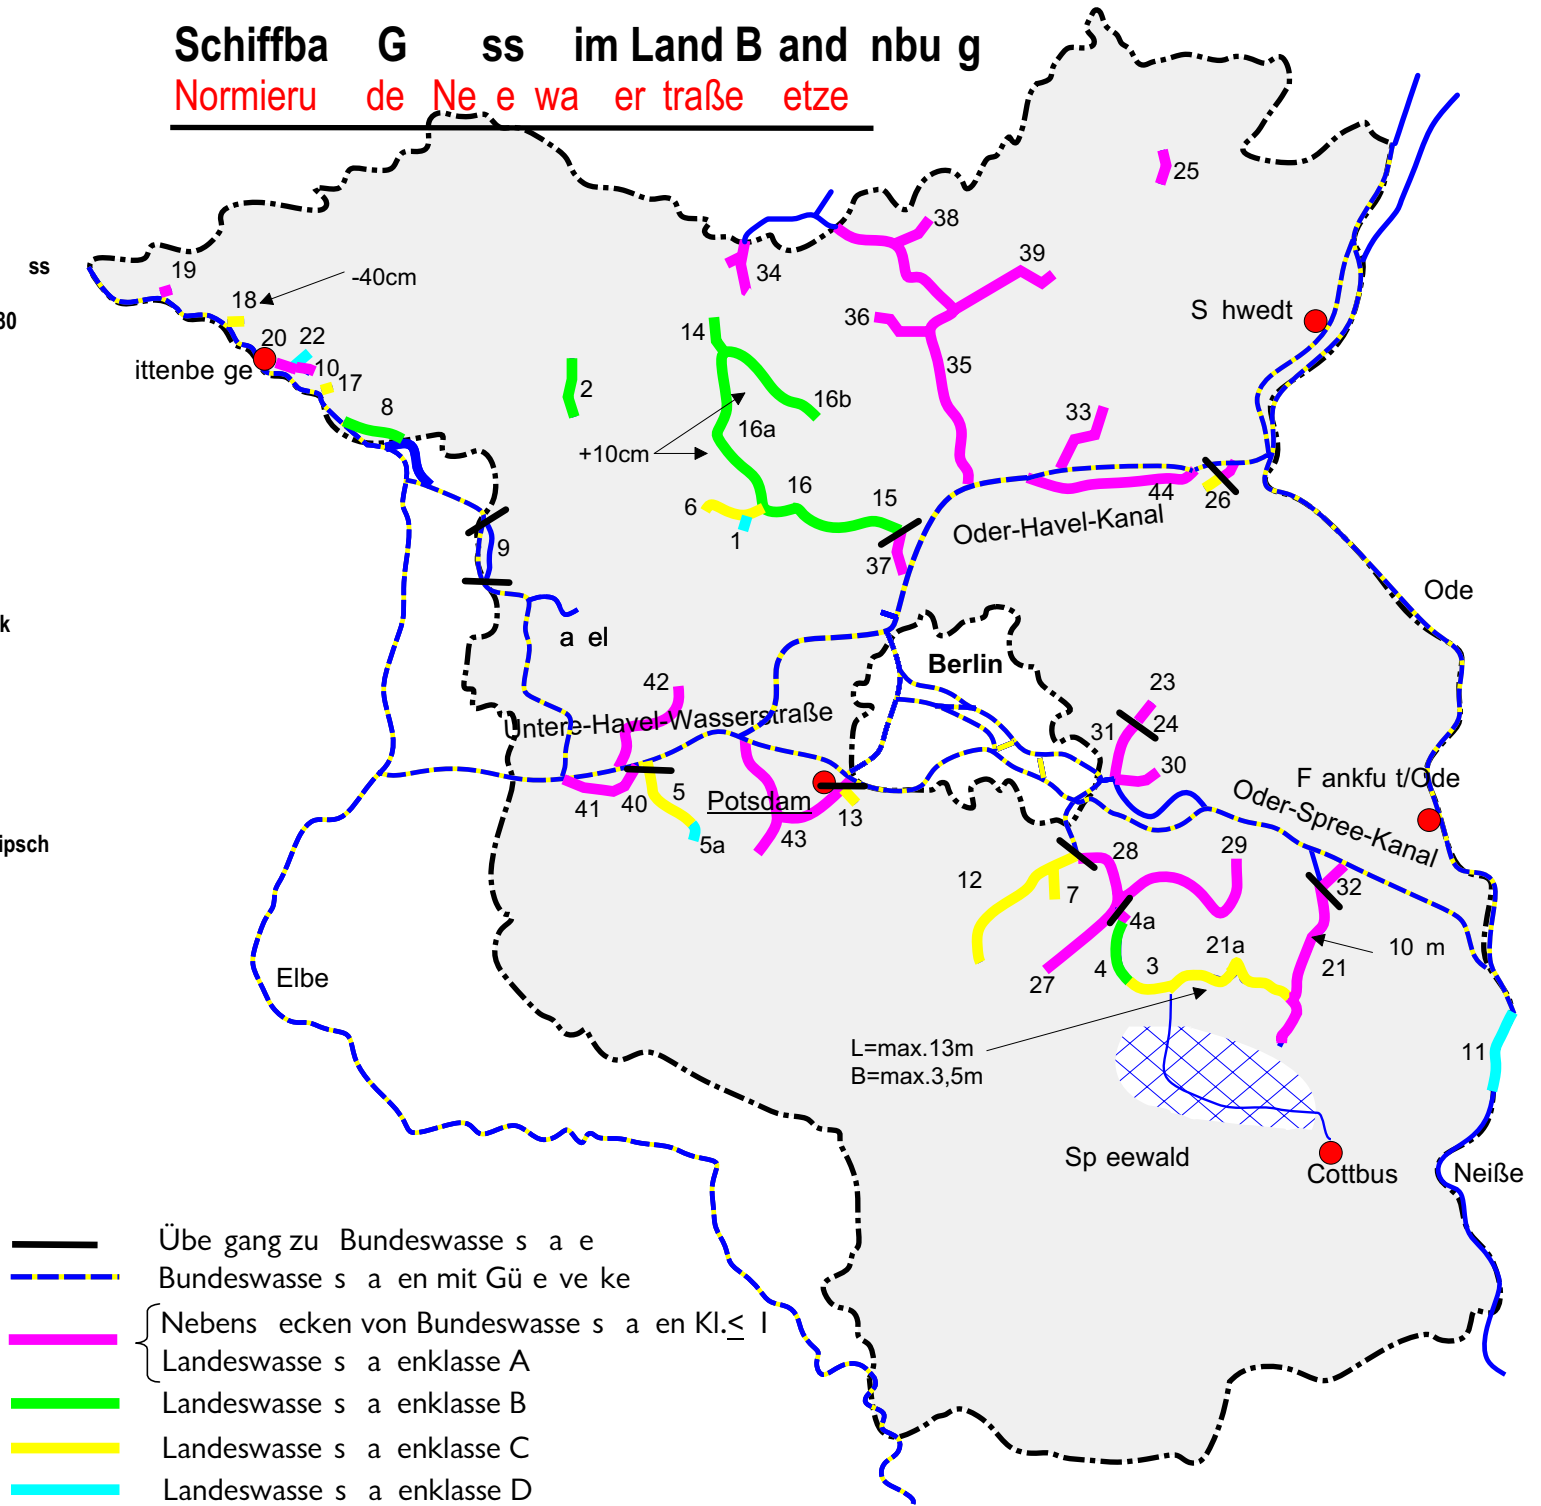 Schiffba G ss im Land B and nbu g
Normieru de Ne e wa er traße etze
25
38
39
ss
19
-40cm
34
18
S hwedt
30
14
36
20
22
ittenbe ge
10
35
17
2
16b
8
33
16a
+10cm
16
15
44
6
26
1
Oder-Havel-Kanal
9
37
Ode
k
a el
Berlin
42
23
Untere-Havel-Wasserstraße
24
31
30
F ankfu t/Ode
5
Potsdam
Oder-Spree-Kanal
41
40
13
ipsch
5a
43
28
29
12
7
32
4a
21a
10 m
Elbe
4
3
21
27
L=max.13m
B=max.3,5m
11
Sp eewald
Cottbus
Neiße
Übe gang zu Bundeswasse s a e
Bundeswasse s a en mit Gü e ve ke
Nebens ecken von Bundeswasse s a en Kl.≤ I
Landeswasse s a enklasse A
Landeswasse s a enklasse B
Landeswasse s a enklasse C
Landeswasse s a enklasse D